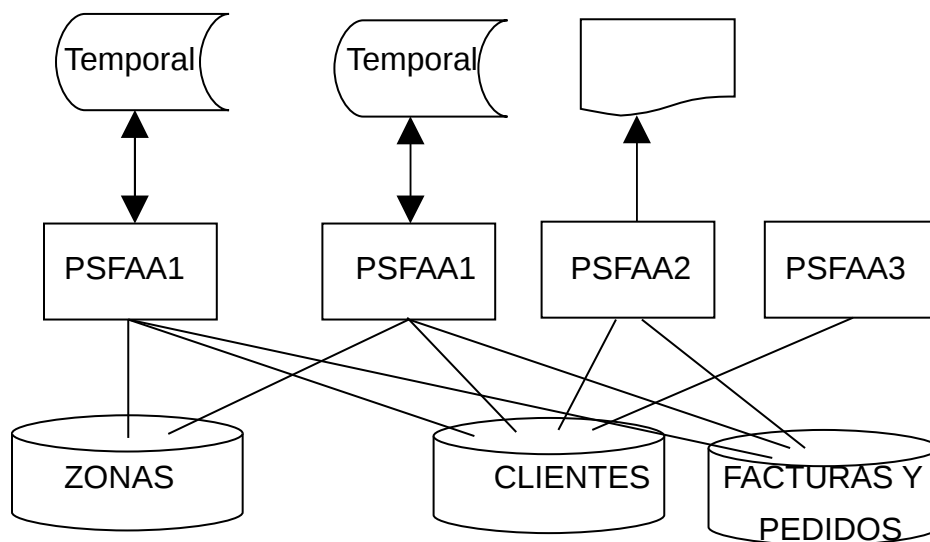 Temporal
Temporal
PSFAA1
PSFAA1
PSFAA2
PSFAA3
ZONAS
CLIENTES
FACTURAS Y
PEDIDOS